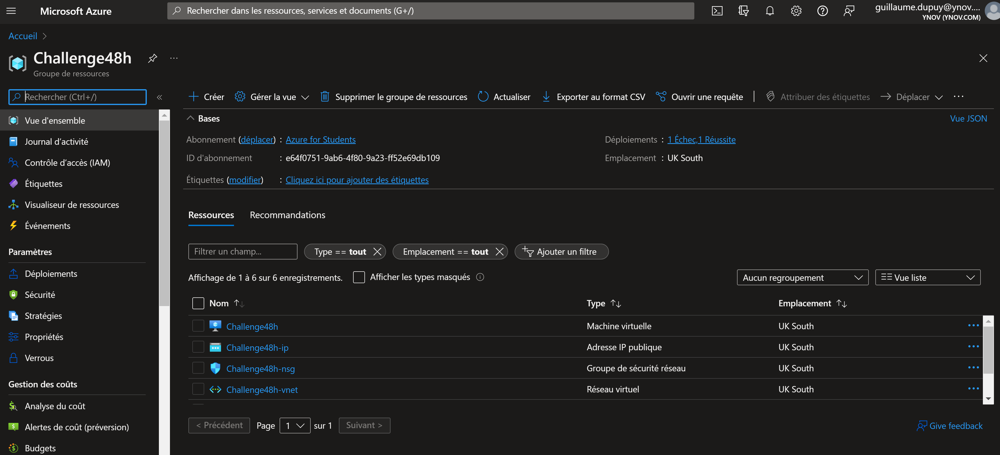 Microsoft Azure
Rechercher dans les ressources, services et documents (G+/)
guillaume.dupuy@ynov....
YNOV (YNOV.COM)
Accueil >
Challenge48h
Groupe de ressources
Rechercher (Ctrl+/)
«
Créer
Gérer la vue
Supprimer le groupe de ressources
Actualiser
Exporter au format CSV
Ouvrir une requête
Attribuer des étiquettes
Déplacer
Vue d'ensemble
Journal d’activité
Contrôle d’accès (IAM)
Étiquettes
Visualiseur de ressources
Événements
Paramètres
Déploiements
Sécurité
Stratégies
Propriétés
Verrous
Gestion des coûts
Analyse du coût
Alertes de coût (préversion)
Budgets
Bases
Vue JSON
Abonnement (déplacer) : Azure for Students
Déploiements : 1 Échec,1 Réussite
ID d'abonnement : e64f0751-9ab6-4f80-9a23-ff52e69db109
Emplacement : UK South
Étiquettes (modifier) : Cliquez ici pour ajouter des étiquettes
Ressources Recommandations
Filtrer un champ...
Type == tout
Emplacement == tout
Ajouter un filtre
Affichage de 1 à 6 sur 6 enregistrements.
Afficher les types masqués
Aucun regroupement
Vue liste
Nom Type Emplacement
Challenge48h Machine virtuelle UK South
Challenge48h-ip Adresse IP publique UK South
Challenge48h-nsg Groupe de sécurité réseau UK South
Challenge48h-vnet Réseau virtuel UK South
< Précédent Page 1 sur 1 Suivant >
Give feedback